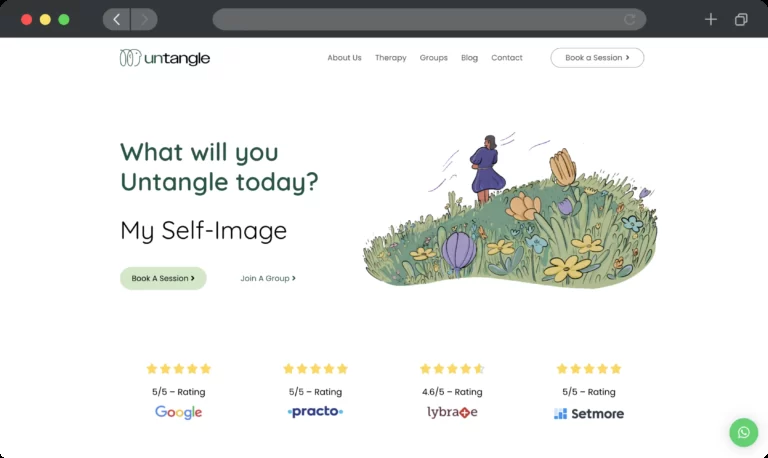 untangle
About Us Therapy Groups Blog Contact Book a Session >
What will you
Untangle today?
My Self-Image
Book A Session >
Join A Group >
5/5 – Rating 5/5 – Rating 4.6/5 – Rating 5/5 – Rating
Google practo lybrate Setmore